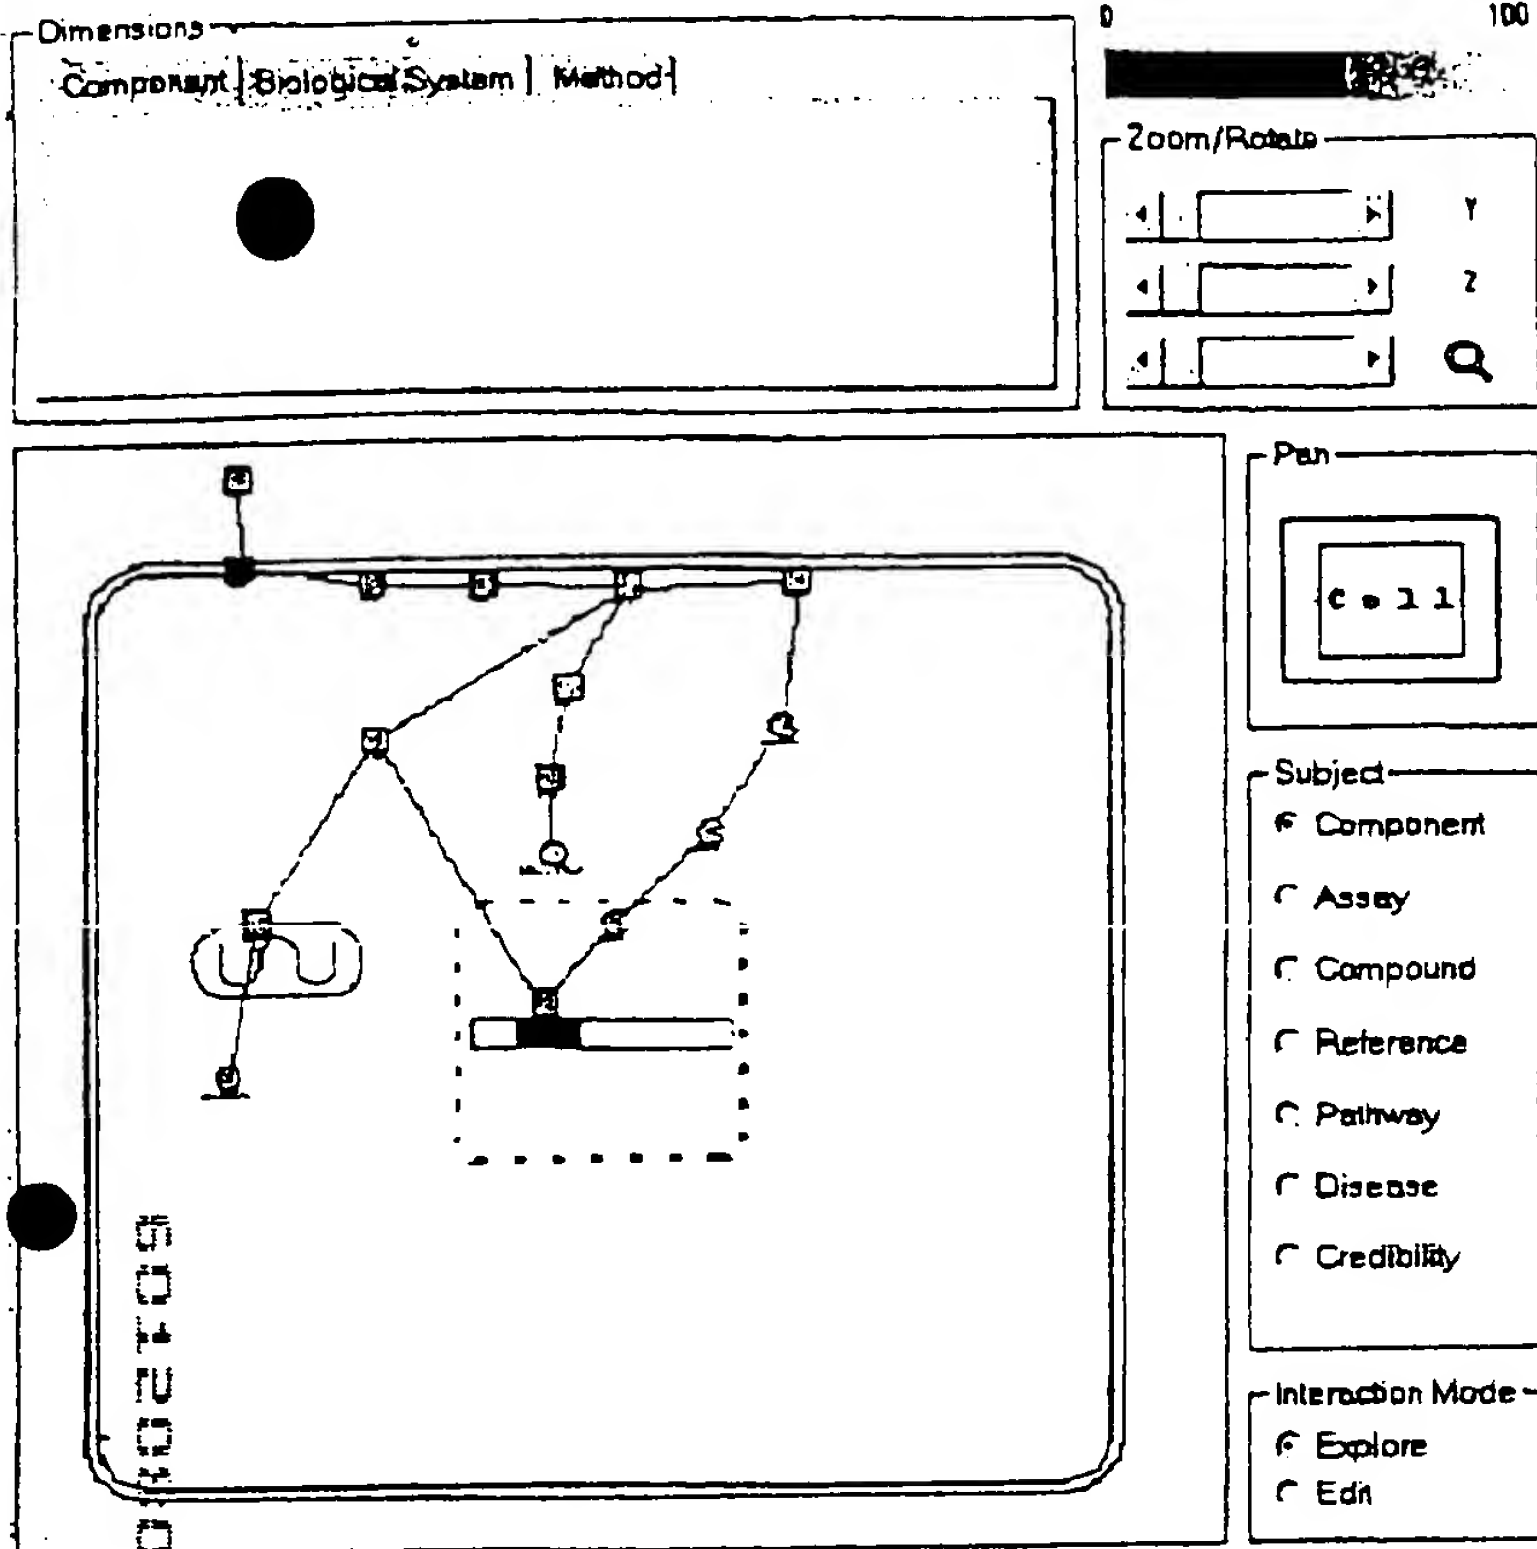 Dimensions
Component Biological System Method
0 100
Zoom/Rotate
Y
Z
Pan
Cell
Subject
Component
Assay
Compound
Reference
Pathway
Disease
Credibility
Interaction Mode
Explore
Edit